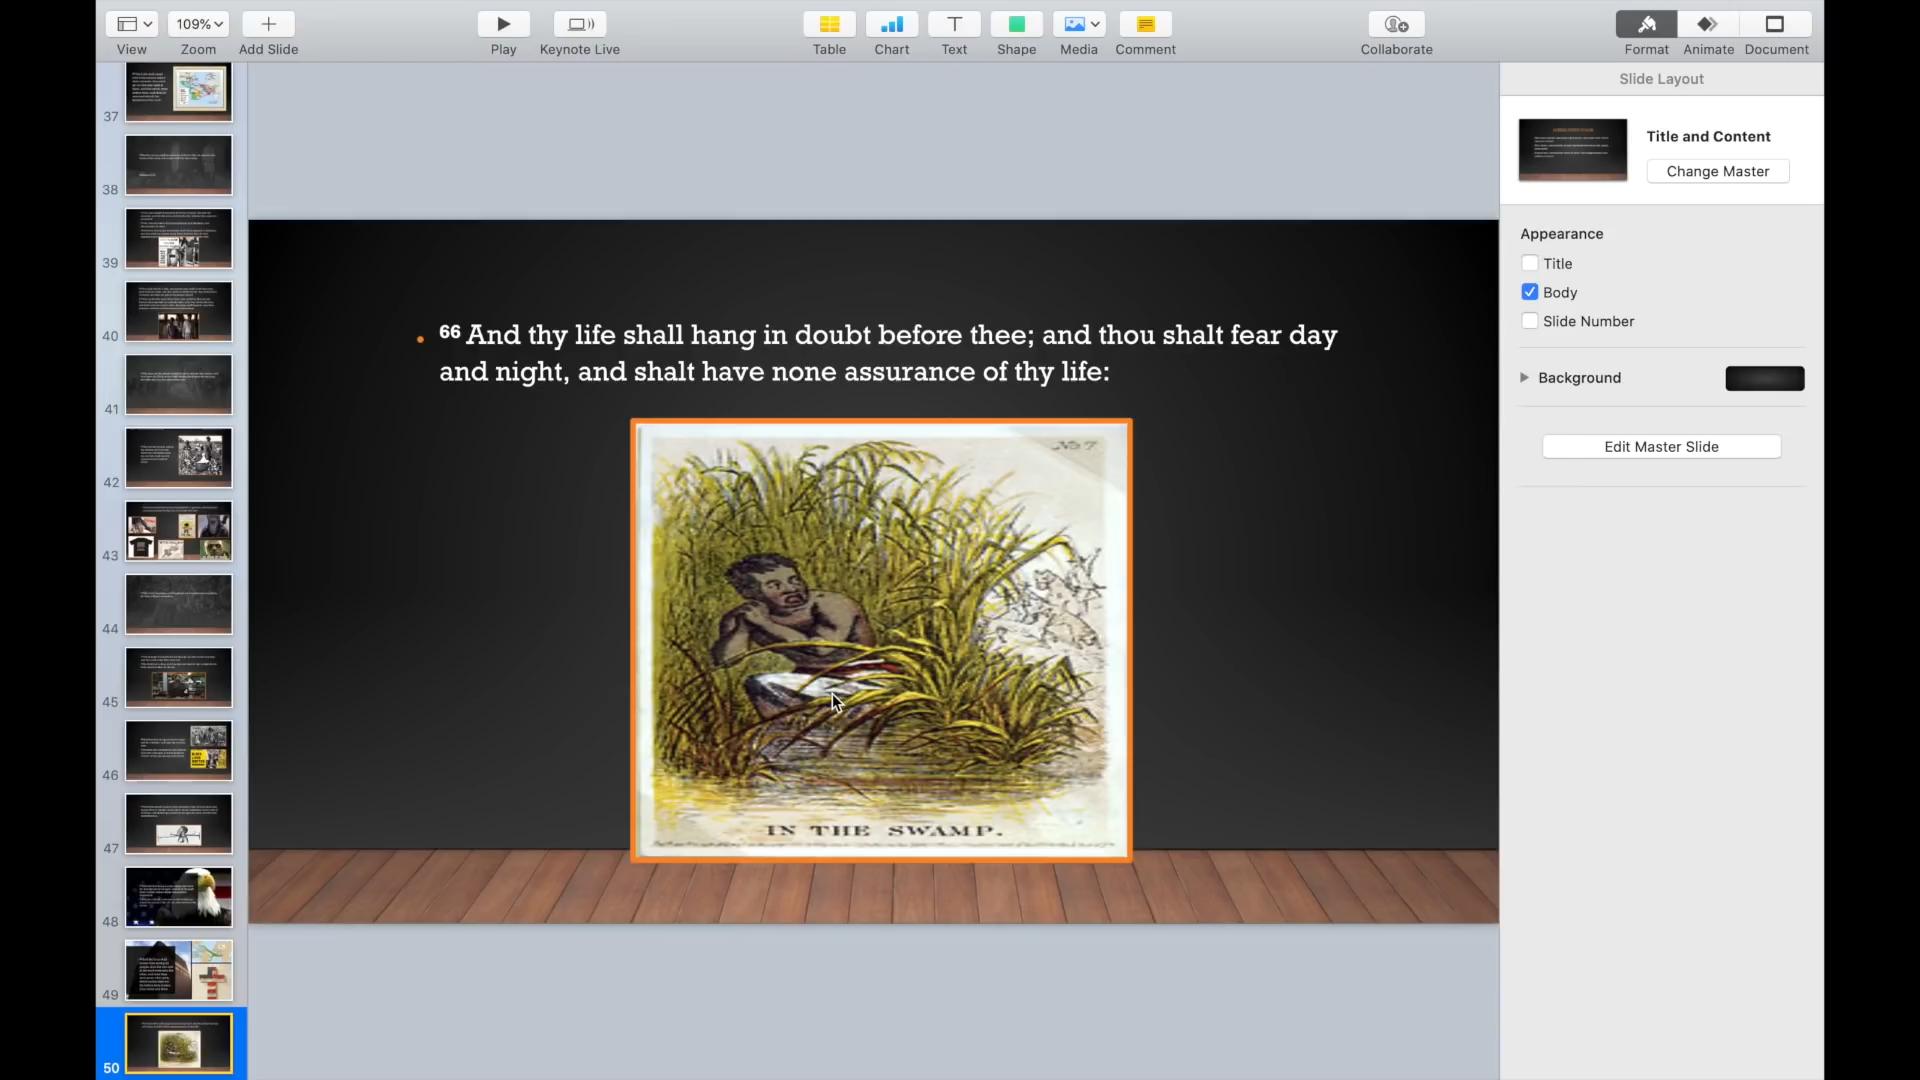 109%
View
Zoom
Add Slide
Play
Keynote Live
Table
Chart
Text
Shape
Media
Comment
Collaborate
Format
Animate
Document
37
38
39
40
41
42
43
44
45
46
47
48
49
50
66 And thy life shall hang in doubt before thee; and thou shalt fear day
and night, and shalt have none assurance of thy life:
No 7
IN THE SWAMP.
Slide Layout
Title and Content
Change Master
Appearance
Title
Body
Slide Number
Background
Edit Master Slide